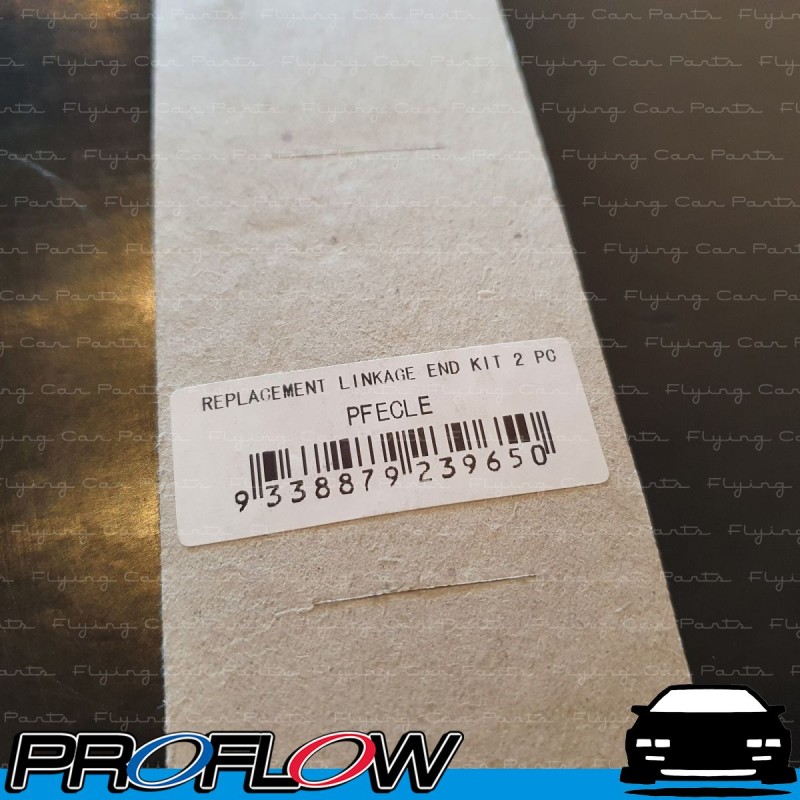 Flying Car Parts
REPLACEMENT LINKAGE END KIT 2 PC
PFECLE
9 338879 239650
PROFLOW